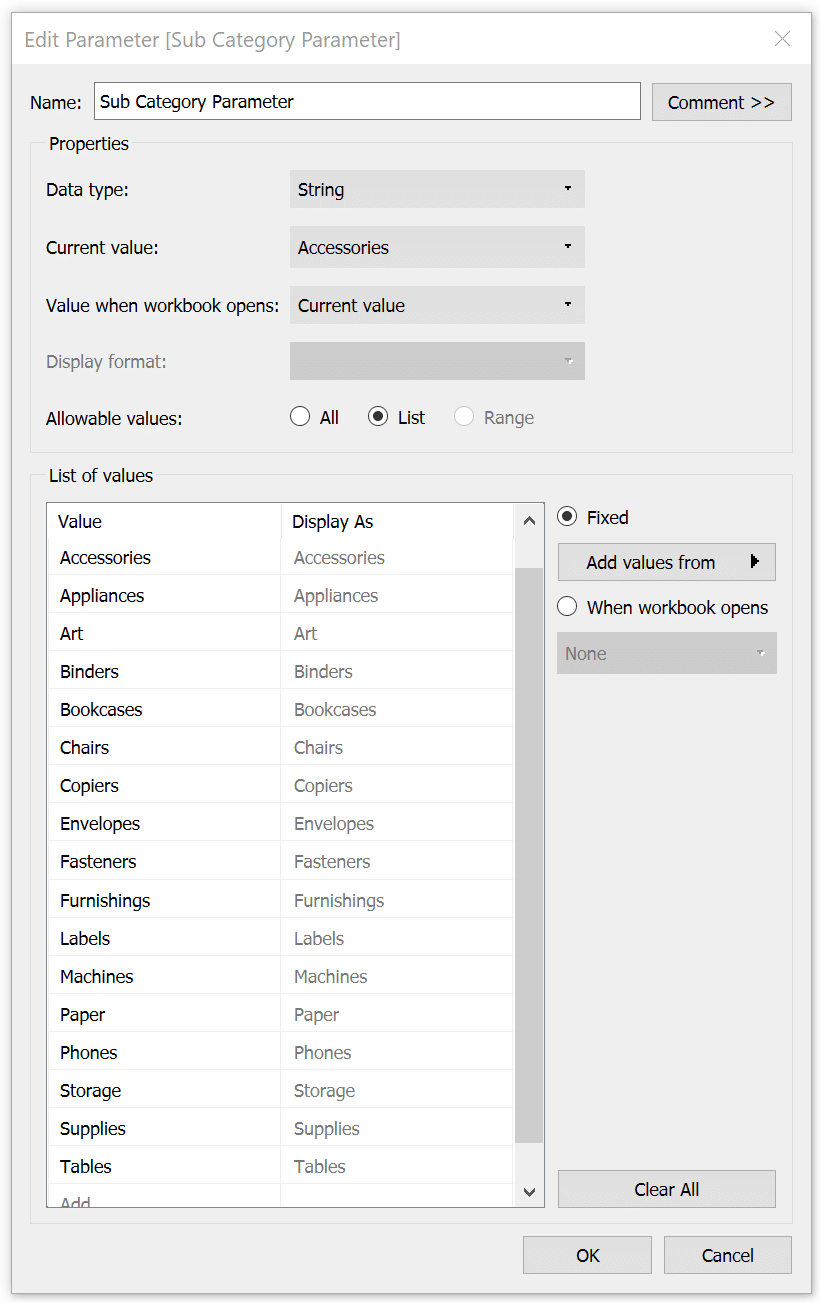 Edit Parameter [Sub Category Parameter]
Name: Sub Category Parameter Comment >>
Properties
Data type: String
Current value: Accessories
Value when workbook opens: Current value
Display format:
Allowable values: All List Range
List of values
Value Display As Fixed
Accessories Accessories Add values from
Appliances Appliances When workbook opens
Art Art None
Binders Binders
Bookcases Bookcases
Chairs Chairs
Copiers Copiers
Envelopes Envelopes
Fasteners Fasteners
Furnishings Furnishings
Labels Labels
Machines Machines
Paper Paper
Phones Phones
Storage Storage
Supplies Supplies
Tables Tables
Add Clear All
OK Cancel